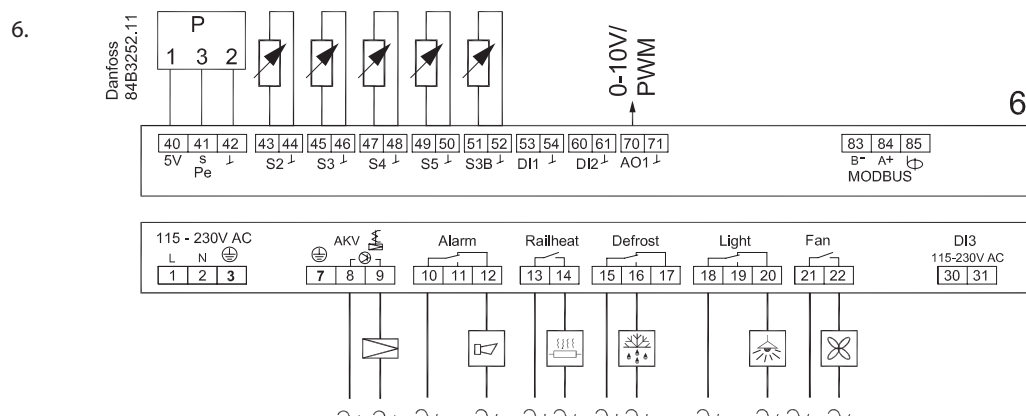 6.
Danfoss
84B3252.11
P
1 3 2
0-10V/
PWM
6
40 41 42 43 44 45 46 47 48 49 50 51 52 53 54 60 61 70 71 83 84 85
5V s ⊥ S2 ⊥ S3 ⊥ S4 ⊥ S5 ⊥ S3B ⊥ DI1 ⊥ DI2 ⊥ AO1 ⊥ B- A+
Pe MODBUS
115 - 230V AC AKV Alarm Railheat Defrost Light Fan DI3
L N 115-230V AC
1 2 3 7 8 9 10 11 12 13 14 15 16 17 18 19 20 21 22 30 31